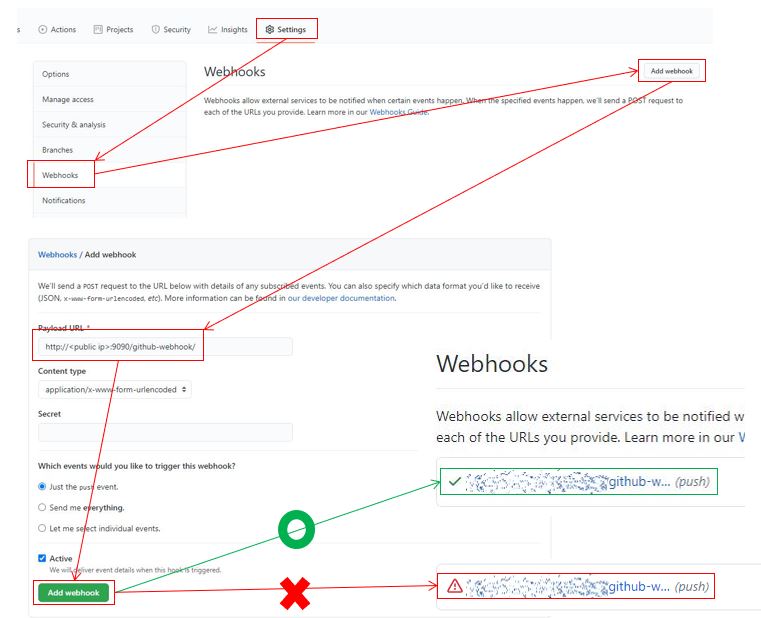 s Actions Projects Security Insights Settings
Options
Manage access
Security & analysis
Branches
Webhooks
Notifications
Webhooks
Add webhook
Webhooks allow external services to be notified when certain events happen. When the specified events happen, we'll send a POST request to
each of the URLs you provide. Learn more in our Webhooks Guide.
Webhooks / Add webhook
We'll send a POST request to the URL below with details of any subscribed events. You can also specify which data format you'd like to receive
(JSON, x-www-form-urlencoded, etc). More information can be found in our developer documentation.
Payload URL *
http://<public ip>:9090/github-webhook/
Content type
application/x-www-form-urlencoded
Secret
Which events would you like to trigger this webhook?
Just the push event.
Send me everything.
Let me select individual events.
Active
We will deliver event details when this hook is triggered.
Add webhook
Webhooks
Webhooks allow external services to be notified w
each of the URLs you provide. Learn more in our W
/github-w... (push)
/github-w... (push)